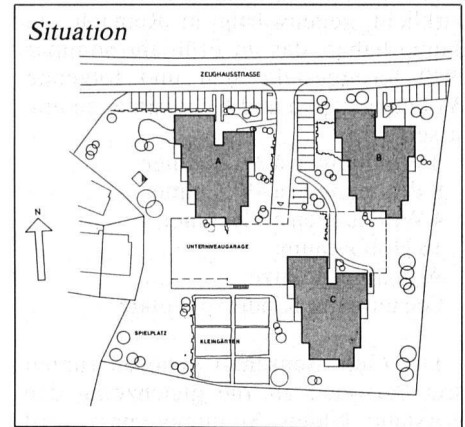 Situation
ZEUGHAUSSTRASSE
A
B
N
UNTERNIVEAUGARAGE
C
SPIELPLATZ
KLEINGÄRTEN